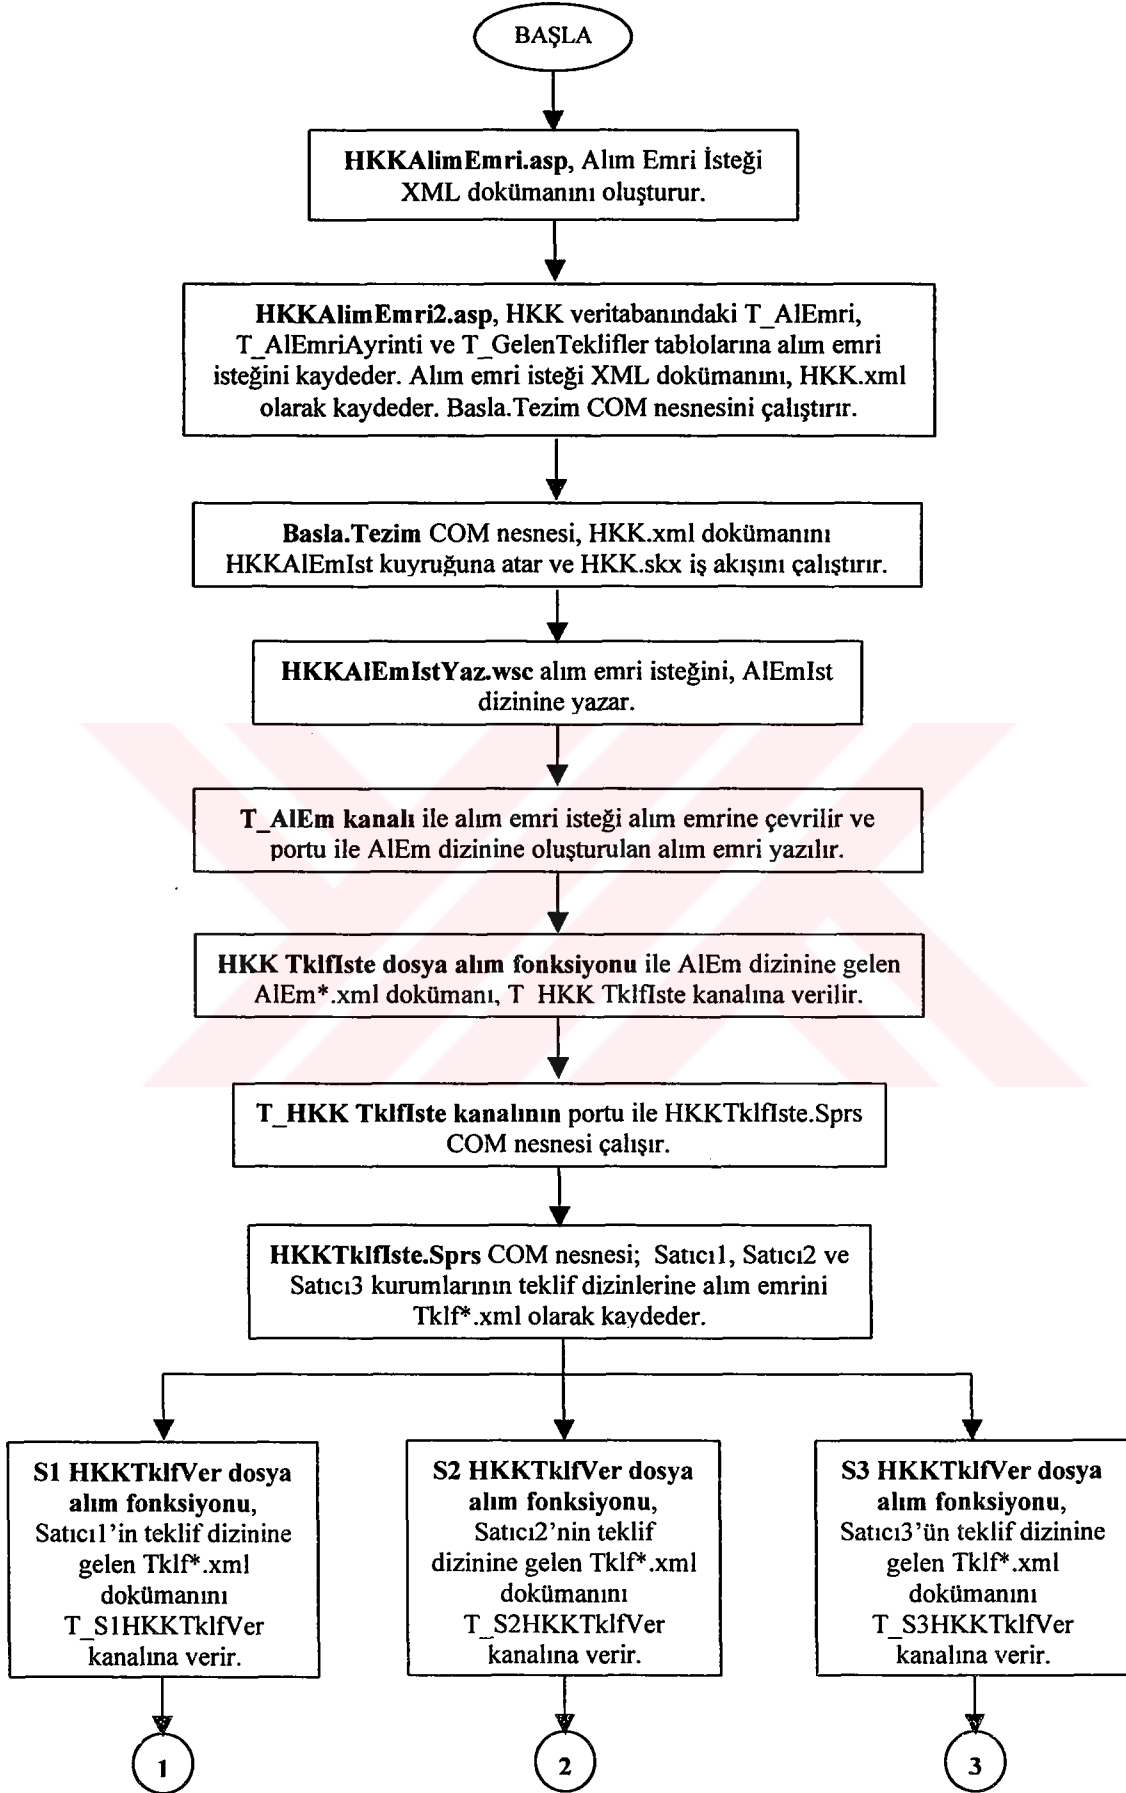 BAŞLA
HKKAlimEmri.asp, Alım Emri İsteği
XML dokümanını oluşturur.
HKKAlimEmri2.asp, HKK veritabanındaki T_AlEmri,
T_AlEmriAyrinti ve T_GelenTeklifler tablolarına alım emri
isteğini kaydeder. Alım emri isteği XML dokümanını, HKK.xml
olarak kaydeder. Basla.Tezim COM nesnesini çalıştırır.
Basla.Tezim COM nesnesi, HKK.xml dokümanını
HKKAlEmIst kuyruğuna atar ve HKK.skx iş akışını çalıştırır.
HKKAlEmIstYaz.wsc alım emri isteğini, AlEmIst
dizinine yazar.
T_AlEm kanalı ile alım emri isteği alım emrine çevrilir ve
portu ile AlEm dizinine oluşturulan alım emri yazılır.
HKK TklfIste dosya alım fonksiyonu ile AlEm dizinine gelen
AlEm*.xml dokümanı, T HKK TklfIste kanalına verilir.
T_HKK TklfIste kanalının portu ile HKKTklfIste.Sprs
COM nesnesi çalışır.
HKKTklfIste.Sprs COM nesnesi; Satıcı1, Satıcı2 ve
Satıcı3 kurumlarının teklif dizinlerine alım emrini
Tklf*.xml olarak kaydeder.
S1 HKKTklfVer dosya
alım fonksiyonu,
Satıcı1'in teklif dizinine
gelen Tklf*.xml
dokümanını
T_S1HKKTklfVer
kanalına verir.
S2 HKKTklfVer dosya
alım fonksiyonu,
Satıcı2'nin teklif
dizinine gelen Tklf*.xml
dokümanını
T_S2HKKTklfVer
kanalına verir.
S3 HKKTklfVer dosya
alım fonksiyonu,
Satıcı3'ün teklif dizinine
gelen Tklf*.xml
dokümanını
T_S3HKKTklfVer
kanalına verir.
1
2
3